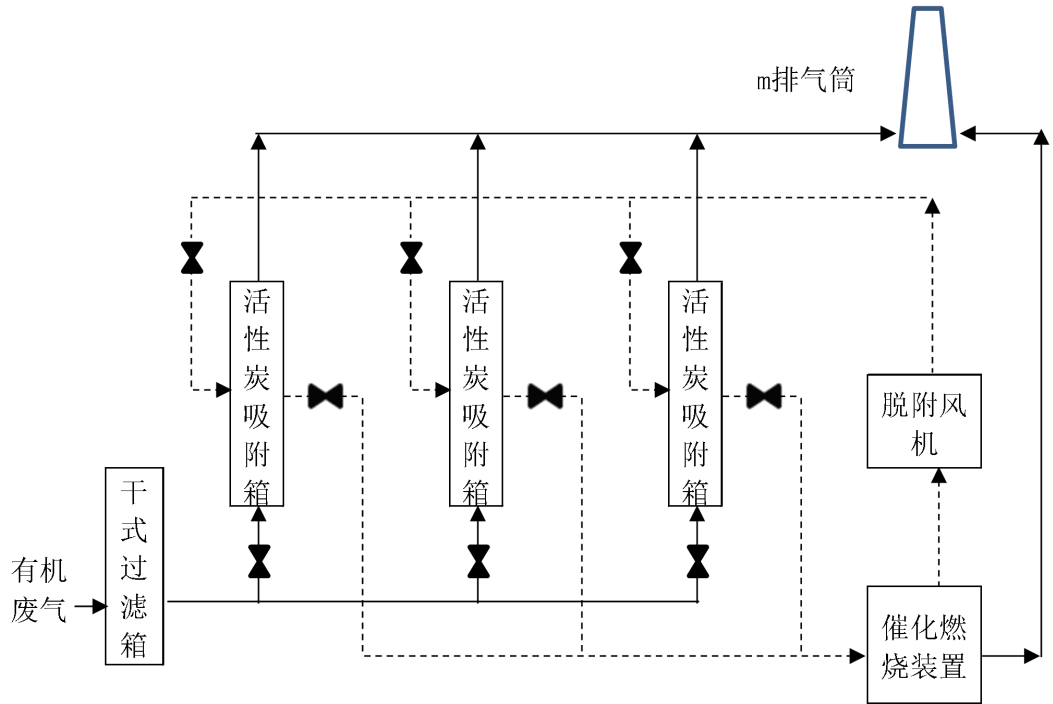 m排气筒
活
性
炭
吸
附
箱
活
性
炭
吸
附
箱
活
性
炭
吸
附
箱
脱附风
机
干
式
过
滤
箱
有机
废气
催化燃
烧装置